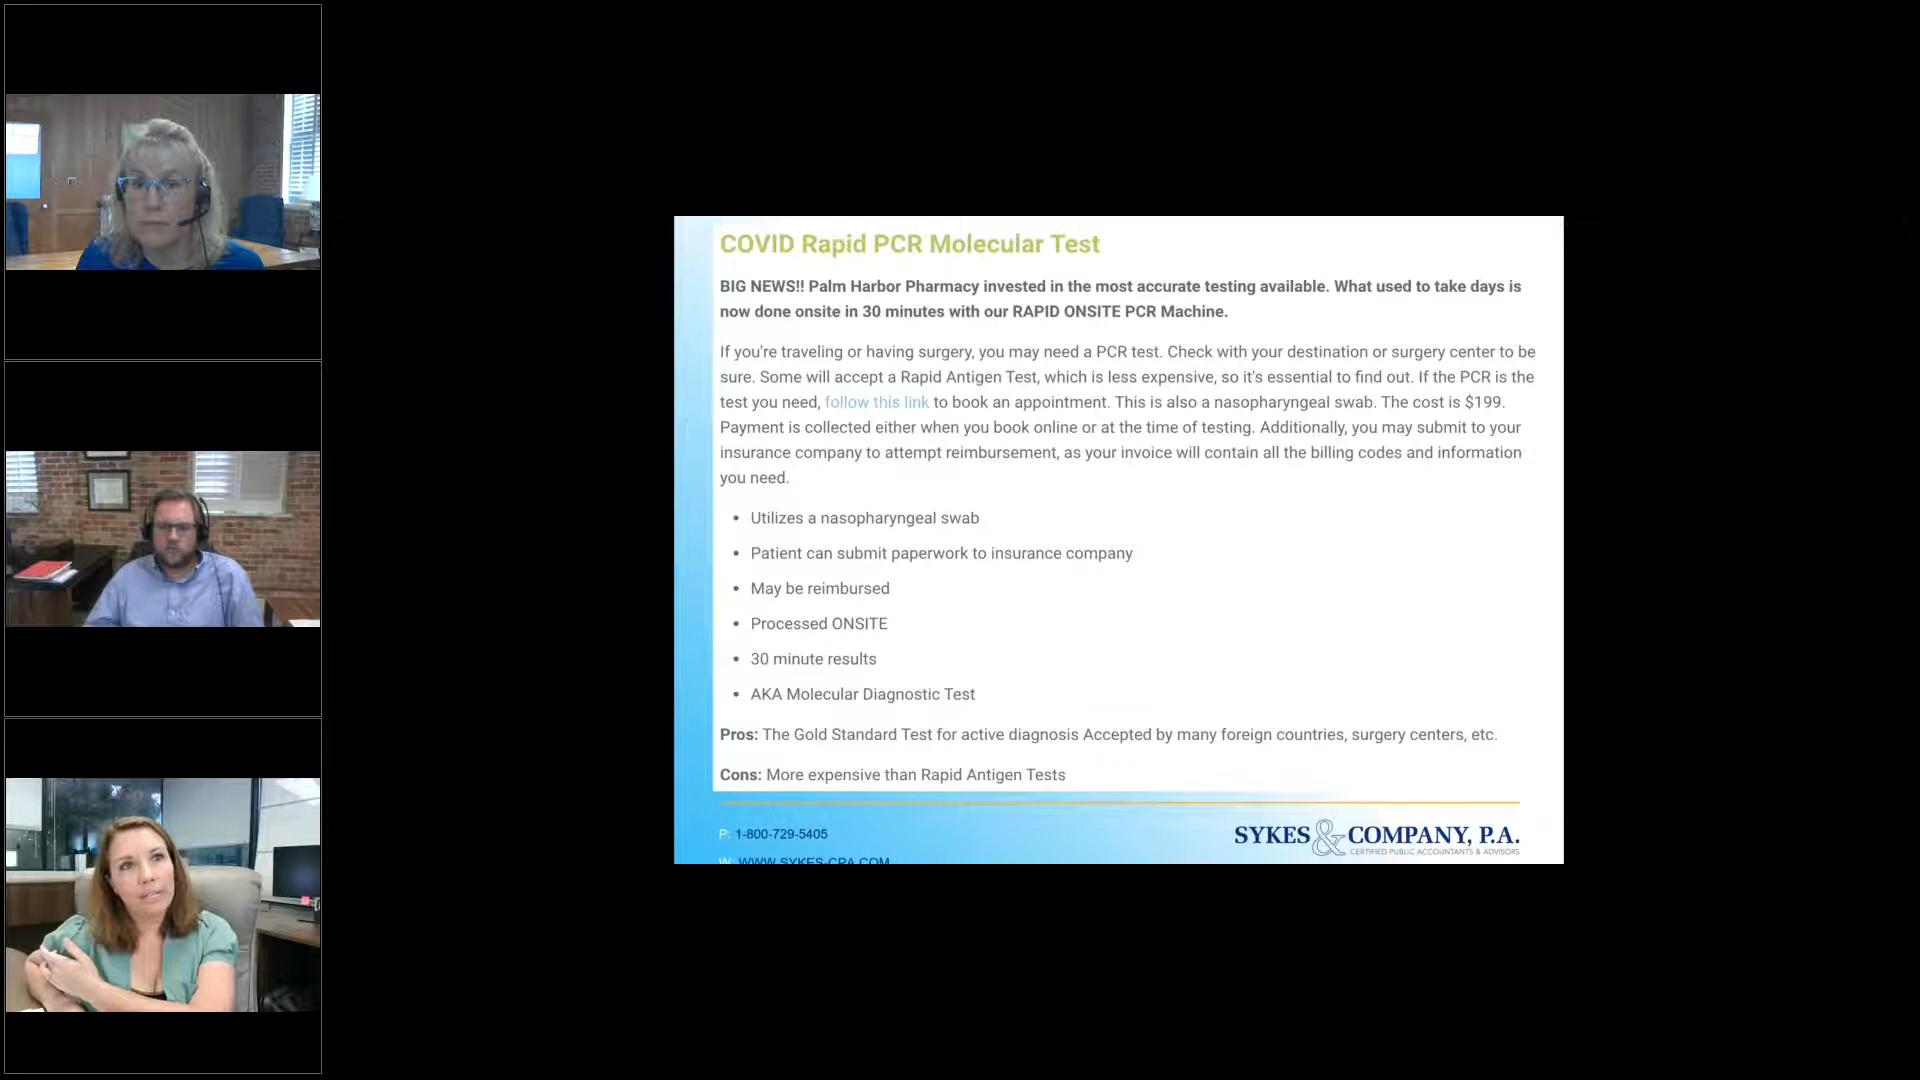 COVID Rapid PCR Molecular Test
BIG NEWS!! Palm Harbor Pharmacy invested in the most accurate testing available. What used to take days is
now done onsite in 30 minutes with our RAPID ONSITE PCR Machine.
If you're traveling or having surgery, you may need a PCR test. Check with your destination or surgery center to be
sure. Some will accept a Rapid Antigen Test, which is less expensive, so it's essential to find out. If the PCR is the
test you need, follow this link to book an appointment. This is also a nasopharyngeal swab. The cost is $199.
Payment is collected either when you book online or at the time of testing. Additionally, you may submit to your
insurance company to attempt reimbursement, as your invoice will contain all the billing codes and information
you need.
• Utilizes a nasopharyngeal swab
• Patient can submit paperwork to insurance company
• May be reimbursed
• Processed ONSITE
• 30 minute results
• AKA Molecular Diagnostic Test
Pros: The Gold Standard Test for active diagnosis Accepted by many foreign countries, surgery centers, etc.
Cons: More expensive than Rapid Antigen Tests
P: 1-800-729-5405
W: WWW.SYKES-CPA.COM
SYKES & COMPANY, P.A.
CERTIFIED PUBLIC ACCOUNTANTS & ADVISORS